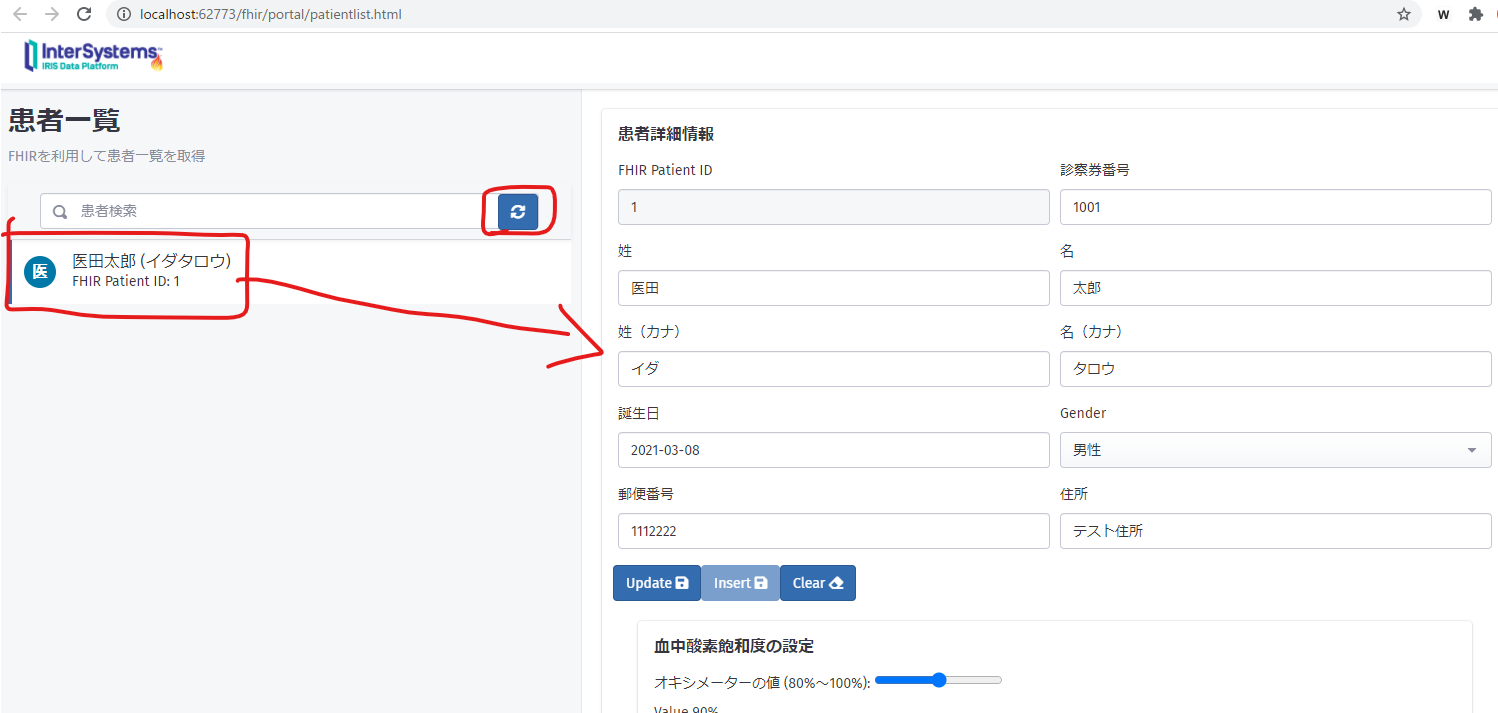 localhost:62773/fhir/portal/patientlist.html
W
InterSystems™
IRIS Data Platform
患者一覧
FHIRを利用して患者一覧を取得
患者検索
医
医田太郎 (イダタロウ)
FHIR Patient ID: 1
患者詳細情報
FHIR Patient ID
診察券番号
1
1001
姓
名
医田
太郎
姓（カナ）
名（カナ）
イダ
タロウ
誕生日
Gender
2021-03-08
男性
郵便番号
住所
1112222
テスト住所
Update
Insert
Clear
血中酸素飽和度の設定
オキシメーターの値 (80%～100%):
Value 90%